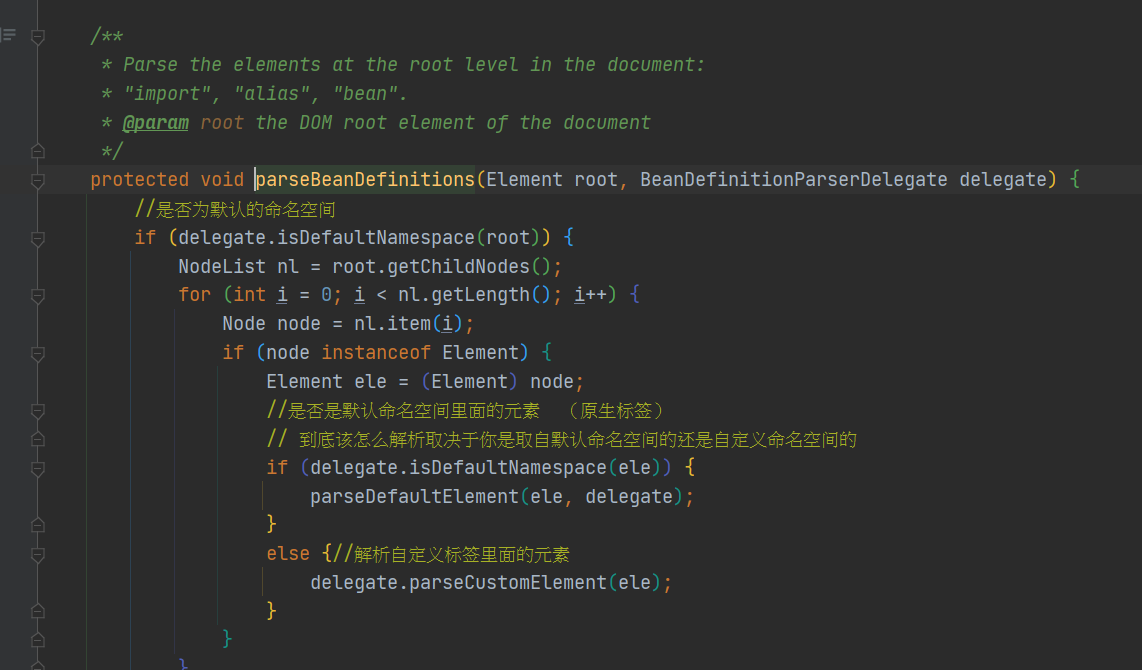 /**
 * Parse the elements at the root level in the document:
 * "import", "alias", "bean".
 * @param root the DOM root element of the document
 */
protected void parseBeanDefinitions(Element root, BeanDefinitionParserDelegate delegate) {
    //是否为默认的命名空间
    if (delegate.isDefaultNamespace(root)) {
        NodeList nl = root.getChildNodes();
        for (int i = 0; i < nl.getLength(); i++) {
            Node node = nl.item(i);
            if (node instanceof Element) {
                Element ele = (Element) node;
                //是否是默认命名空间里面的元素  （原生标签）
                // 到底该怎么解析取决于你是取自默认命名空间的还是自定义命名空间的
                if (delegate.isDefaultNamespace(ele)) {
                    parseDefaultElement(ele, delegate);
                }
                else {//解析自定义标签里面的元素
                    delegate.parseCustomElement(ele);
                }
            }
        }